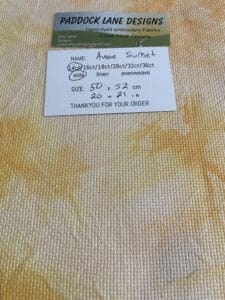 PADDOCK LANE DESIGNS
Hand-dyed embroidery Fabrics
NAME: Sunset
14ct/16ct/18ct/28ct/32ct/36ct
aida linen evenweave
SIZE: 50 x 52 cm
20 x 21 in
THANKYOU FOR YOUR ORDER